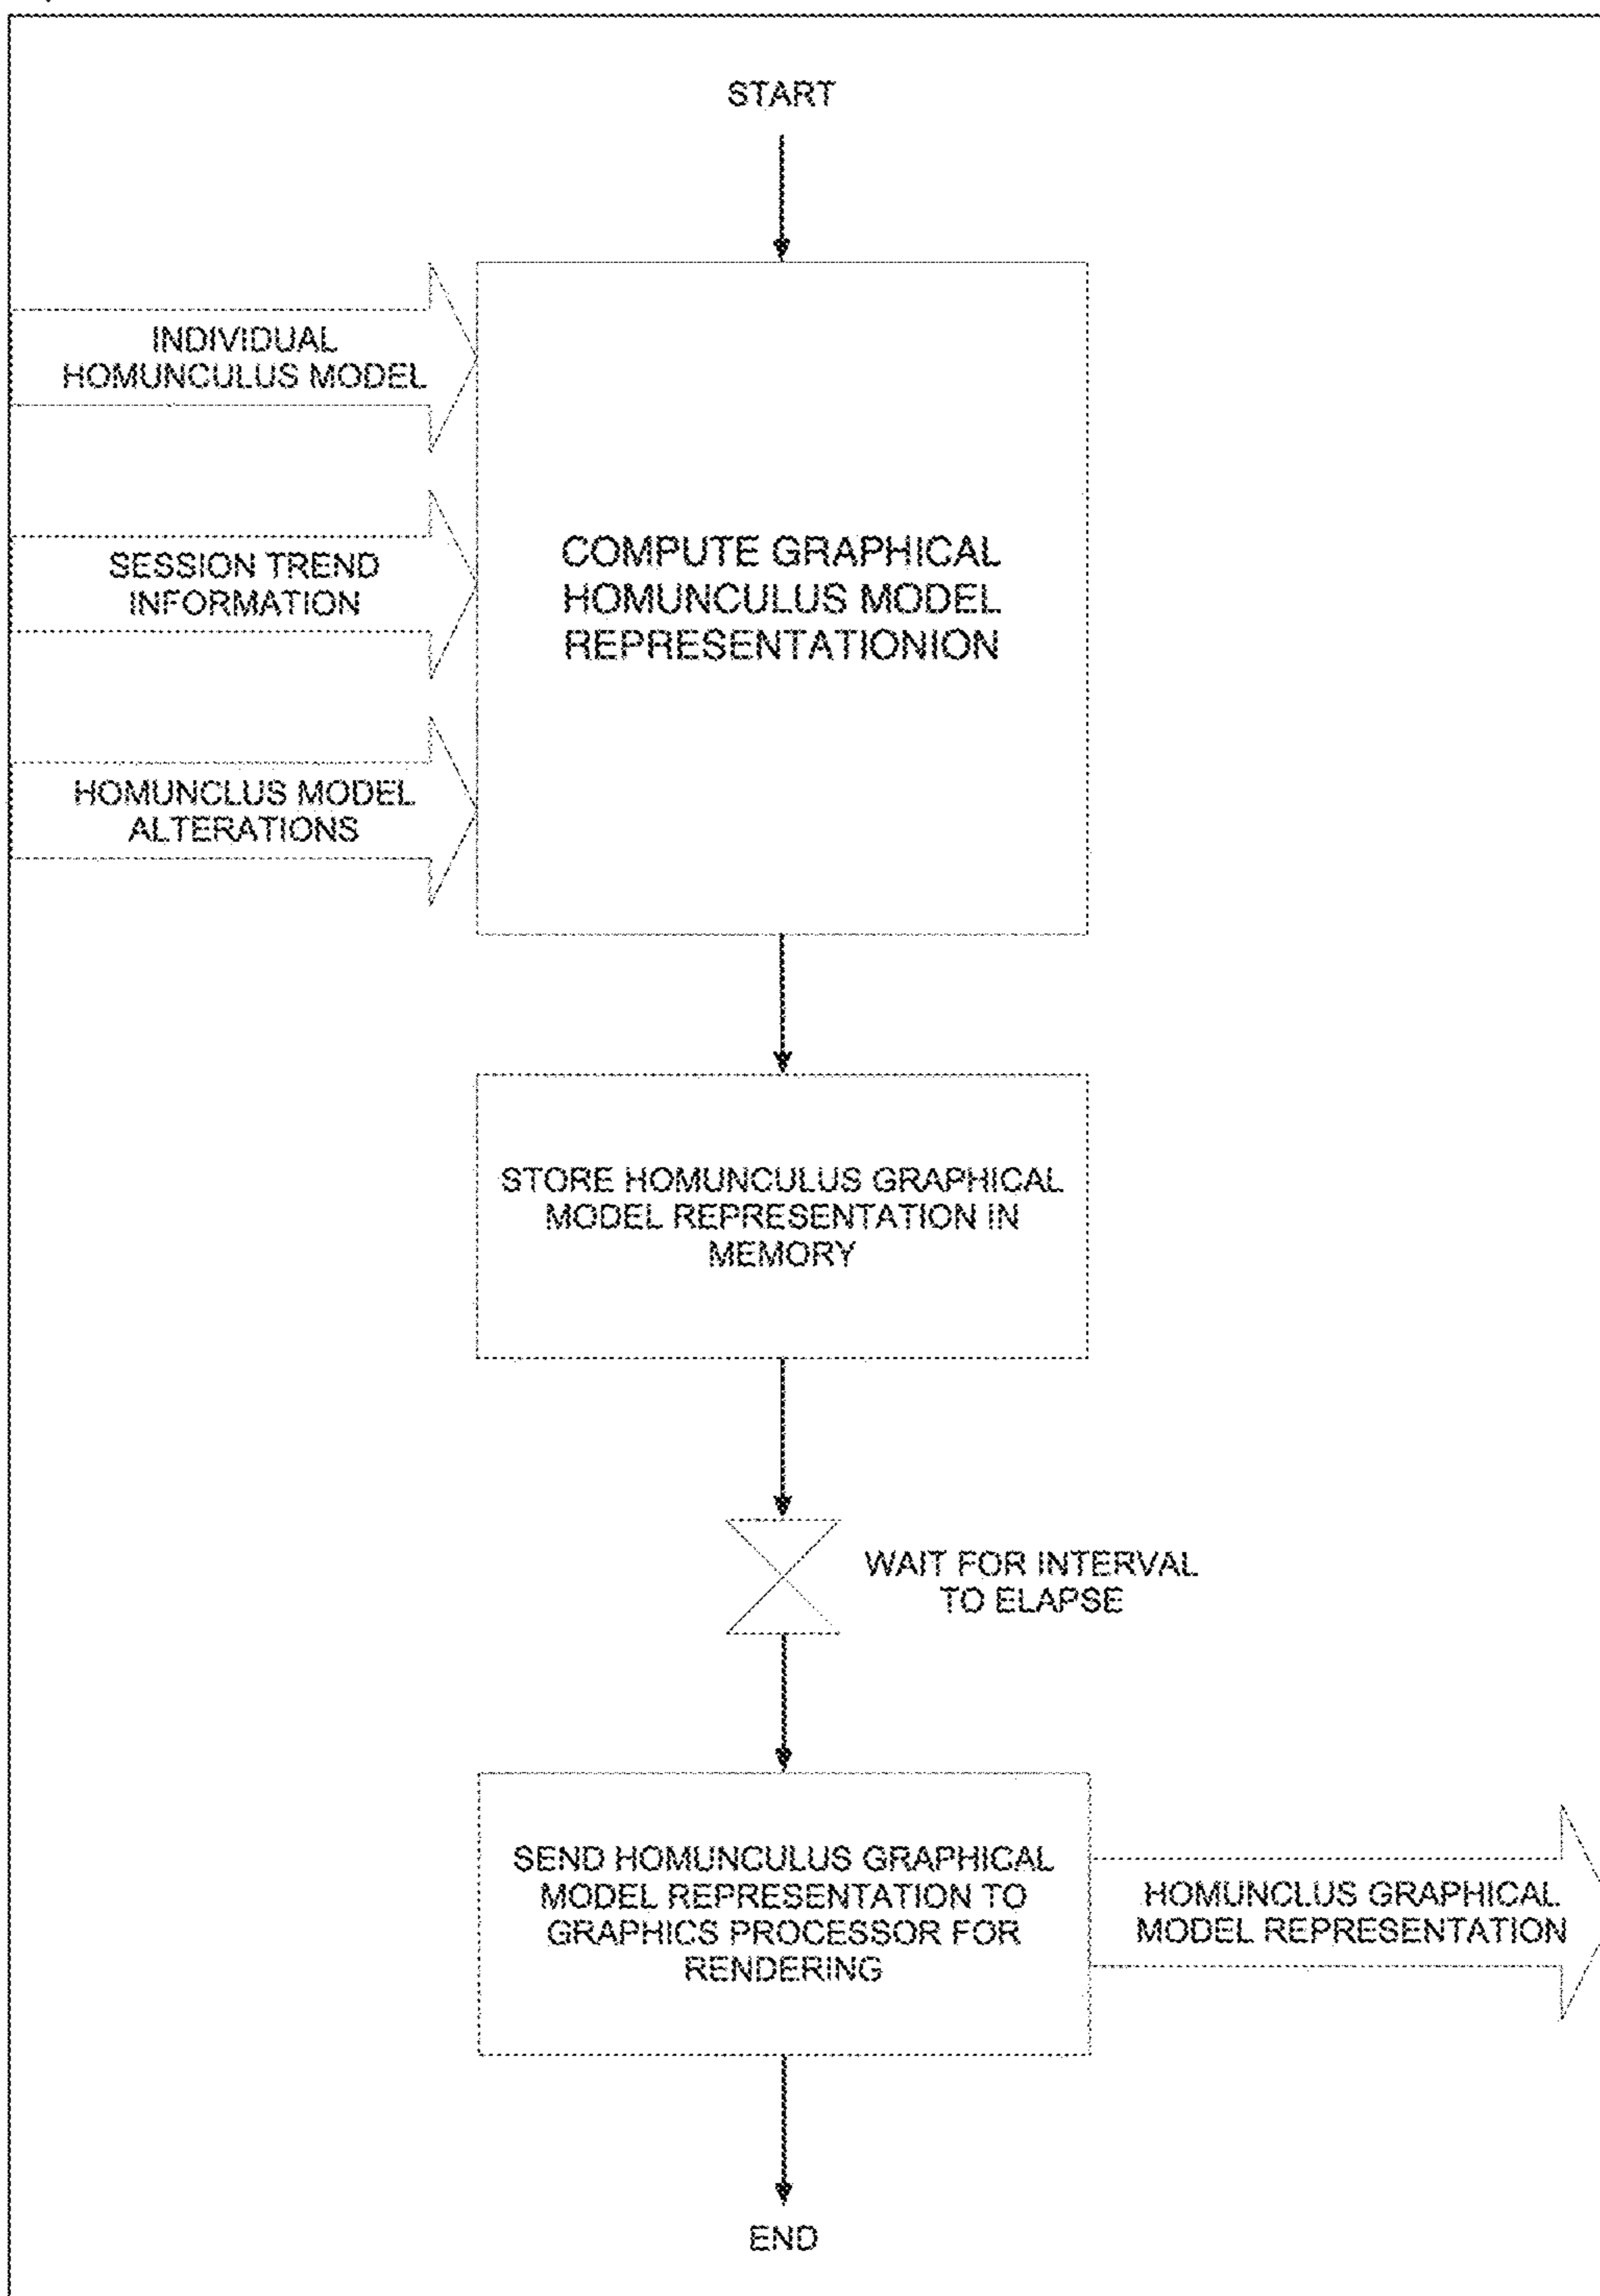 START
INDIVIDUAL
HOMUNCULUS MODEL
SESSION TREND
INFORMATION
HOMUNCLUS MODEL
ALTERATIONS
COMPUTE GRAPHICAL
HOMUNCULUS MODEL
REPRESENTATIONION
STORE HOMUNCULUS GRAPHICAL
MODEL REPRESENTATION IN
MEMORY
WAIT FOR INTERVAL
TO ELAPSE
SEND HOMUNCULUS GRAPHICAL
MODEL REPRESENTATION TO
GRAPHICS PROCESSOR FOR
RENDERING
HOMUNCLUS GRAPHICAL
MODEL REPRESENTATION
END